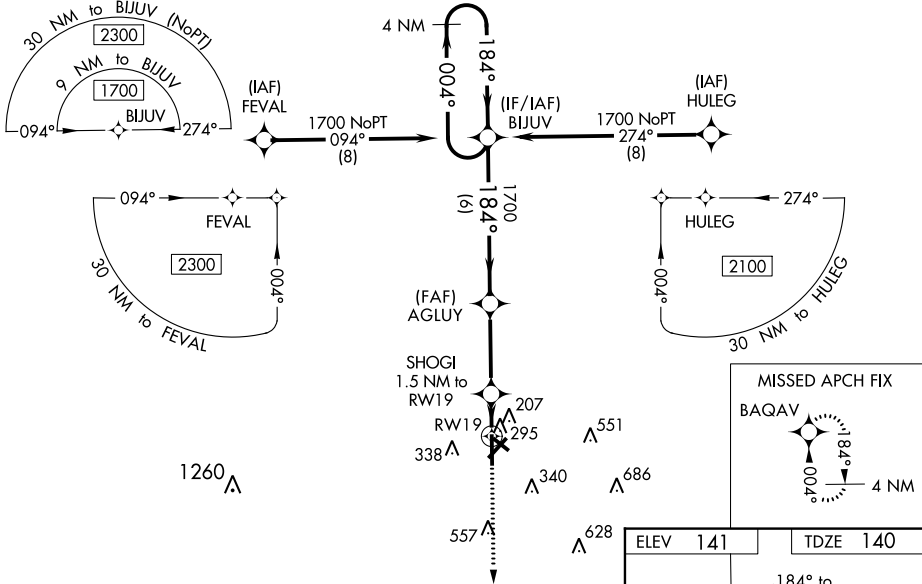 30 NM to BIJUV (NoPT)
2300
9 NM to BIJUV
1700
BIJUV
094°
274°
4 NM
004°
184°
(IAF)
FEVAL
1700 NoPT
094°
(8)
(IF/IAF)
BIJUV
1700 NoPT
274°
(8)
(IAF)
HULEG
1700
184°
(6)
094°
FEVAL
2300
004°
30 NM to FEVAL
274°
HULEG
2100
004°
30 NM to HULEG
(FAF)
AGLUY
SHOGI
1.5 NM to
RW19
RW19
207
295
338
551
340
686
1260
557
628
MISSED APCH FIX
BAQAV
184°
004°
4 NM
ELEV 141
TDZE 140
184° to